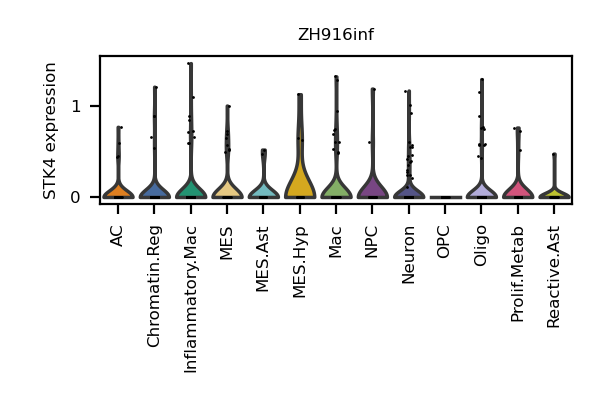 ZH916inf
STK4 expression
1
0
AC
Chromatin.Reg
Inflammatory.Mac
MES
MES.Ast
MES.Hyp
Mac
NPC
Neuron
OPC
Oligo
Prolif.Metab
Reactive.Ast